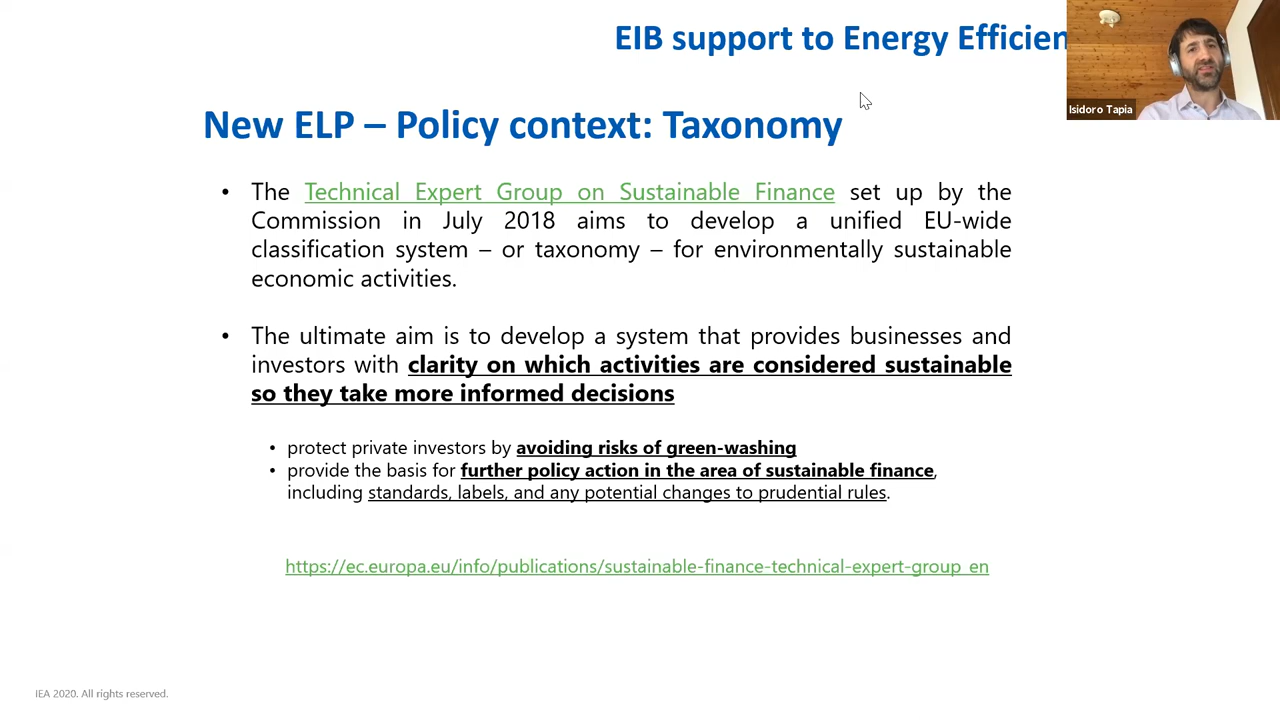 EIB support to Energy Efficien
Isidoro Tapia
New ELP – Policy context: Taxonomy
• The Technical Expert Group on Sustainable Finance set up by the
Commission in July 2018 aims to develop a unified EU-wide
classification system – or taxonomy – for environmentally sustainable
economic activities.
• The ultimate aim is to develop a system that provides businesses and
investors with clarity on which activities are considered sustainable
so they take more informed decisions
• protect private investors by avoiding risks of green-washing
• provide the basis for further policy action in the area of sustainable finance,
including standards, labels, and any potential changes to prudential rules.
https://ec.europa.eu/info/publications/sustainable-finance-technical-expert-group_en
IEA 2020. All rights reserved.